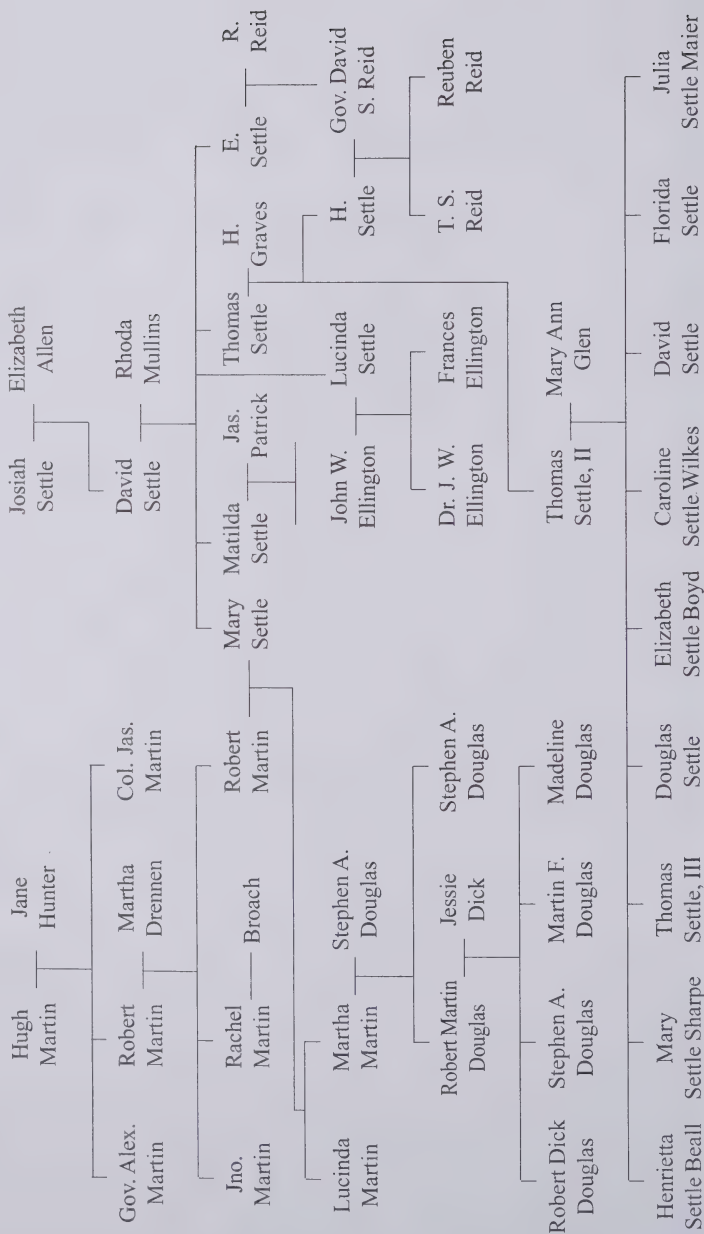 Hugh
Martin
Jane
Hunter
Josiah
Settle
Elizabeth
Allen
Gov. Alex.
Martin
Robert
Martin
Martha
Drennen
Col. Jas.
Martin
David
Settle
Rhoda
Mullins
Jno.
Martin
Rachel
Martin
Broach
Robert
Martin
Mary
Settle
Matilda
Settle
Jas.
Patrick
Thomas
Settle
H.
Graves
E.
Settle
R.
Reid
Lucinda
Martin
Martha
Martin
Stephen A.
Douglas
John W.
Ellington
Lucinda
Settle
H.
Settle
Gov. David
S. Reid
Robert Martin
Douglas
Jessie
Dick
Stephen A.
Douglas
Dr. J. W.
Ellington
Frances
Ellington
T. S.
Reid
Reuben
Reid
Robert Dick
Douglas
Stephen A.
Douglas
Martin F.
Douglas
Madeline
Douglas
Thomas
Settle, II
Mary Ann
Glen
Henrietta
Settle Beall
Mary
Settle Sharpe
Thomas
Settle, III
Douglas
Settle
Elizabeth
Settle Boyd
Caroline
Settle Wilkes
David
Settle
Florida
Settle
Julia
Settle Maier